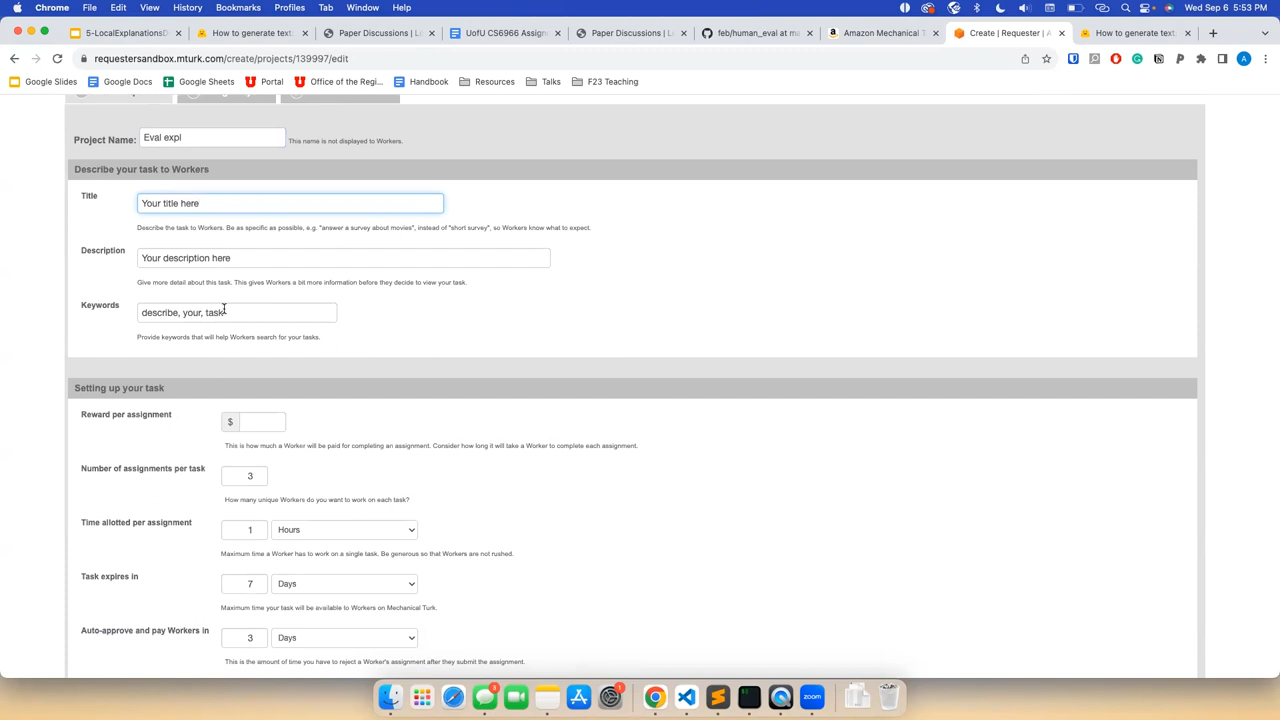 Chrome File Edit View History Bookmarks Profiles Tab Window Help Wed Sep 6 5:53 PM
5-LocalExplanationsD
How to generate text:
Paper Discussions | Lo
UofU CS6966 Assign
Paper Discussions | Le
feb/human_eval at ma
Amazon Mechanical T
Create | Requester | A
How to generate text:
requestersandbox.mturk.com/create/projects/139997/edit
A
Google Slides Google Docs Google Sheets Portal Office of the Regi... Handbook Resources Talks F23 Teaching
Project Name: Eval expl This name is not displayed to Workers.
Describe your task to Workers
Title Your title here
Describe the task to Workers. Be as specific as possible, e.g. "answer a survey about movies", instead of "short survey", so Workers know what to expect.
Description Your description here
Give more detail about this task. This gives Workers a bit more information before they decide to view your task.
Keywords describe, your, task
Provide keywords that will help Workers search for your tasks.
Setting up your task
Reward per assignment $
This is how much a Worker will be paid for completing an assignment. Consider how long it will take a Worker to complete each assignment.
Number of assignments per task 3
How many unique Workers do you want to work on each task?
Time allotted per assignment 1 Hours
Maximum time a Worker has to work on a single task. Be generous so that Workers are not rushed.
Task expires in 7 Days
Maximum time your task will be available to Workers on Mechanical Turk.
Auto-approve and pay Workers in 3 Days
This is the amount of time you have to reject a Worker's assignment after they submit the assignment.
zoom